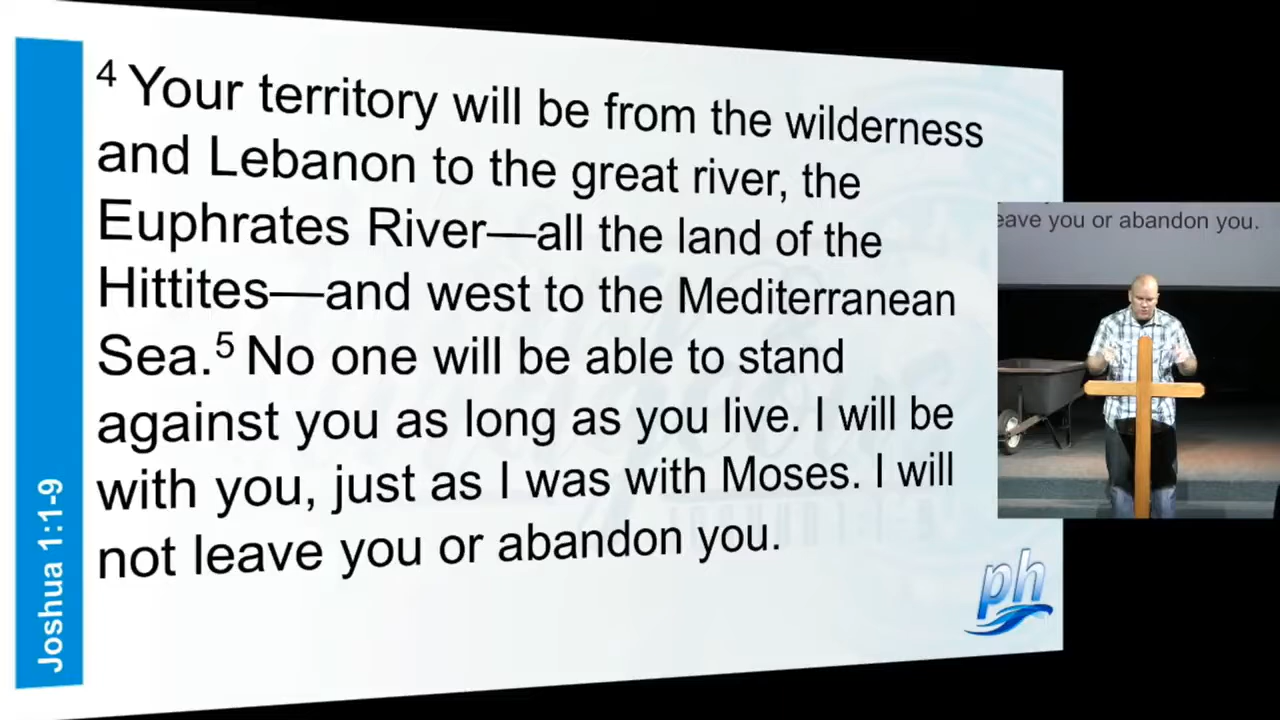 4 Your territory will be from the wilderness
and Lebanon to the great river, the
Euphrates River—all the land of the
Hittites—and west to the Mediterranean
Sea.5 No one will be able to stand
against you as long as you live. I will be
with you, just as I was with Moses. I will
not leave you or abandon you.
Joshua 1:1-9
ph
eave you or abandon you.